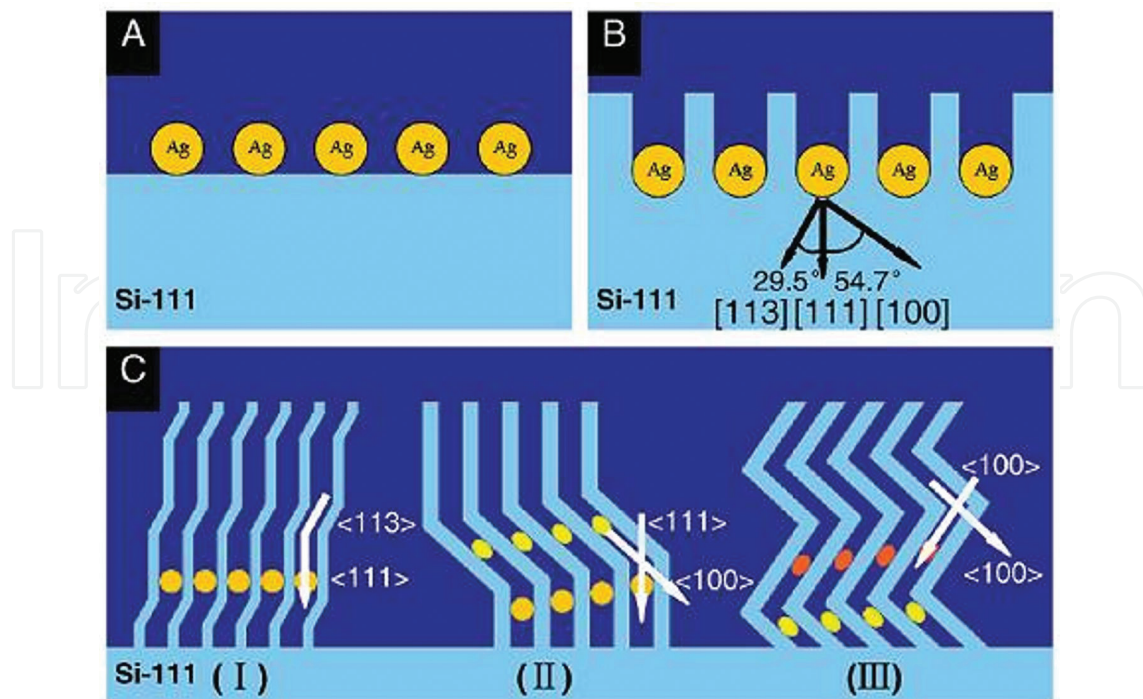 A
Ag Ag Ag Ag Ag
Si-111
B
Ag Ag Ag Ag Ag
29.5° 54.7°
Si-111
[113] [111] [100]
C
<113>
<111>
<111>
<100>
<100>
<100>
Si-111 (I) (II) (III)